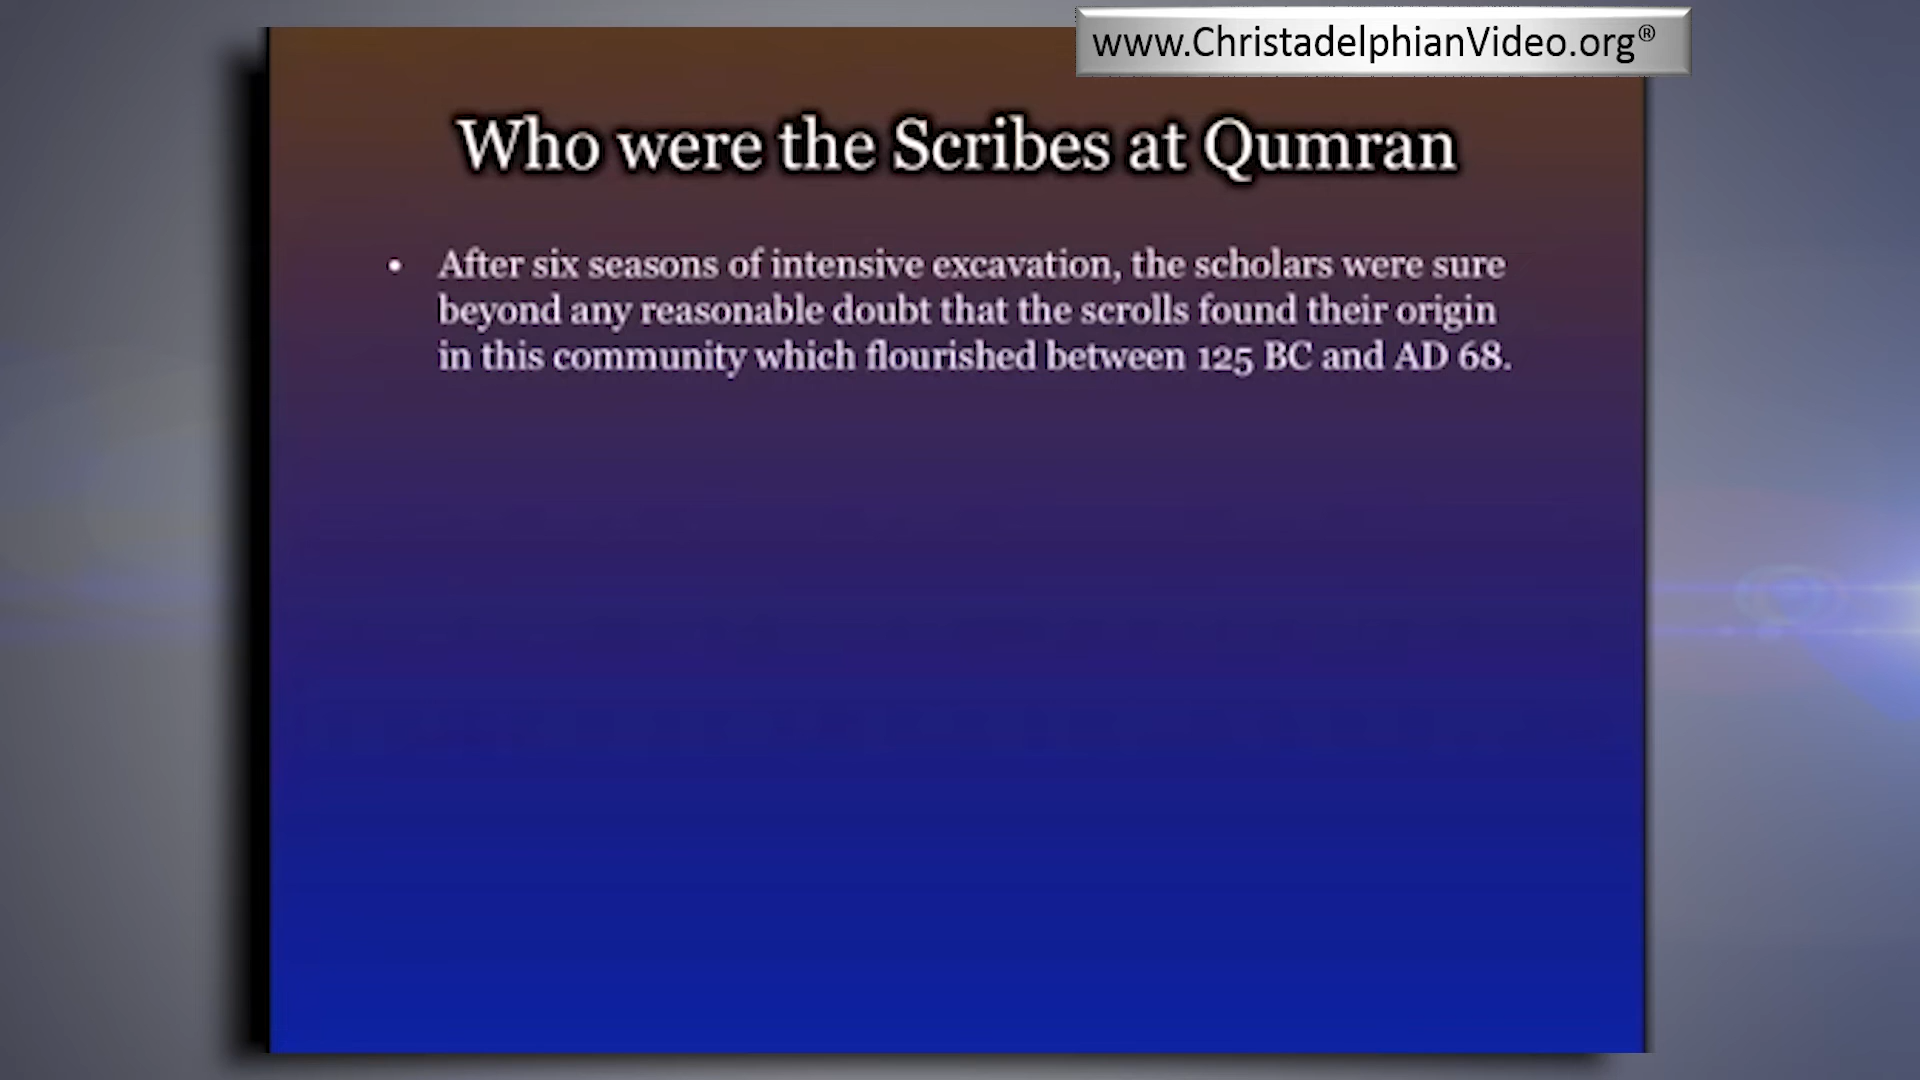 www.ChristadelphianVideo.org®
Who were the Scribes at Qumran
• After six seasons of intensive excavation, the scholars were sure
beyond any reasonable doubt that the scrolls found their origin
in this community which flourished between 125 BC and AD 68.